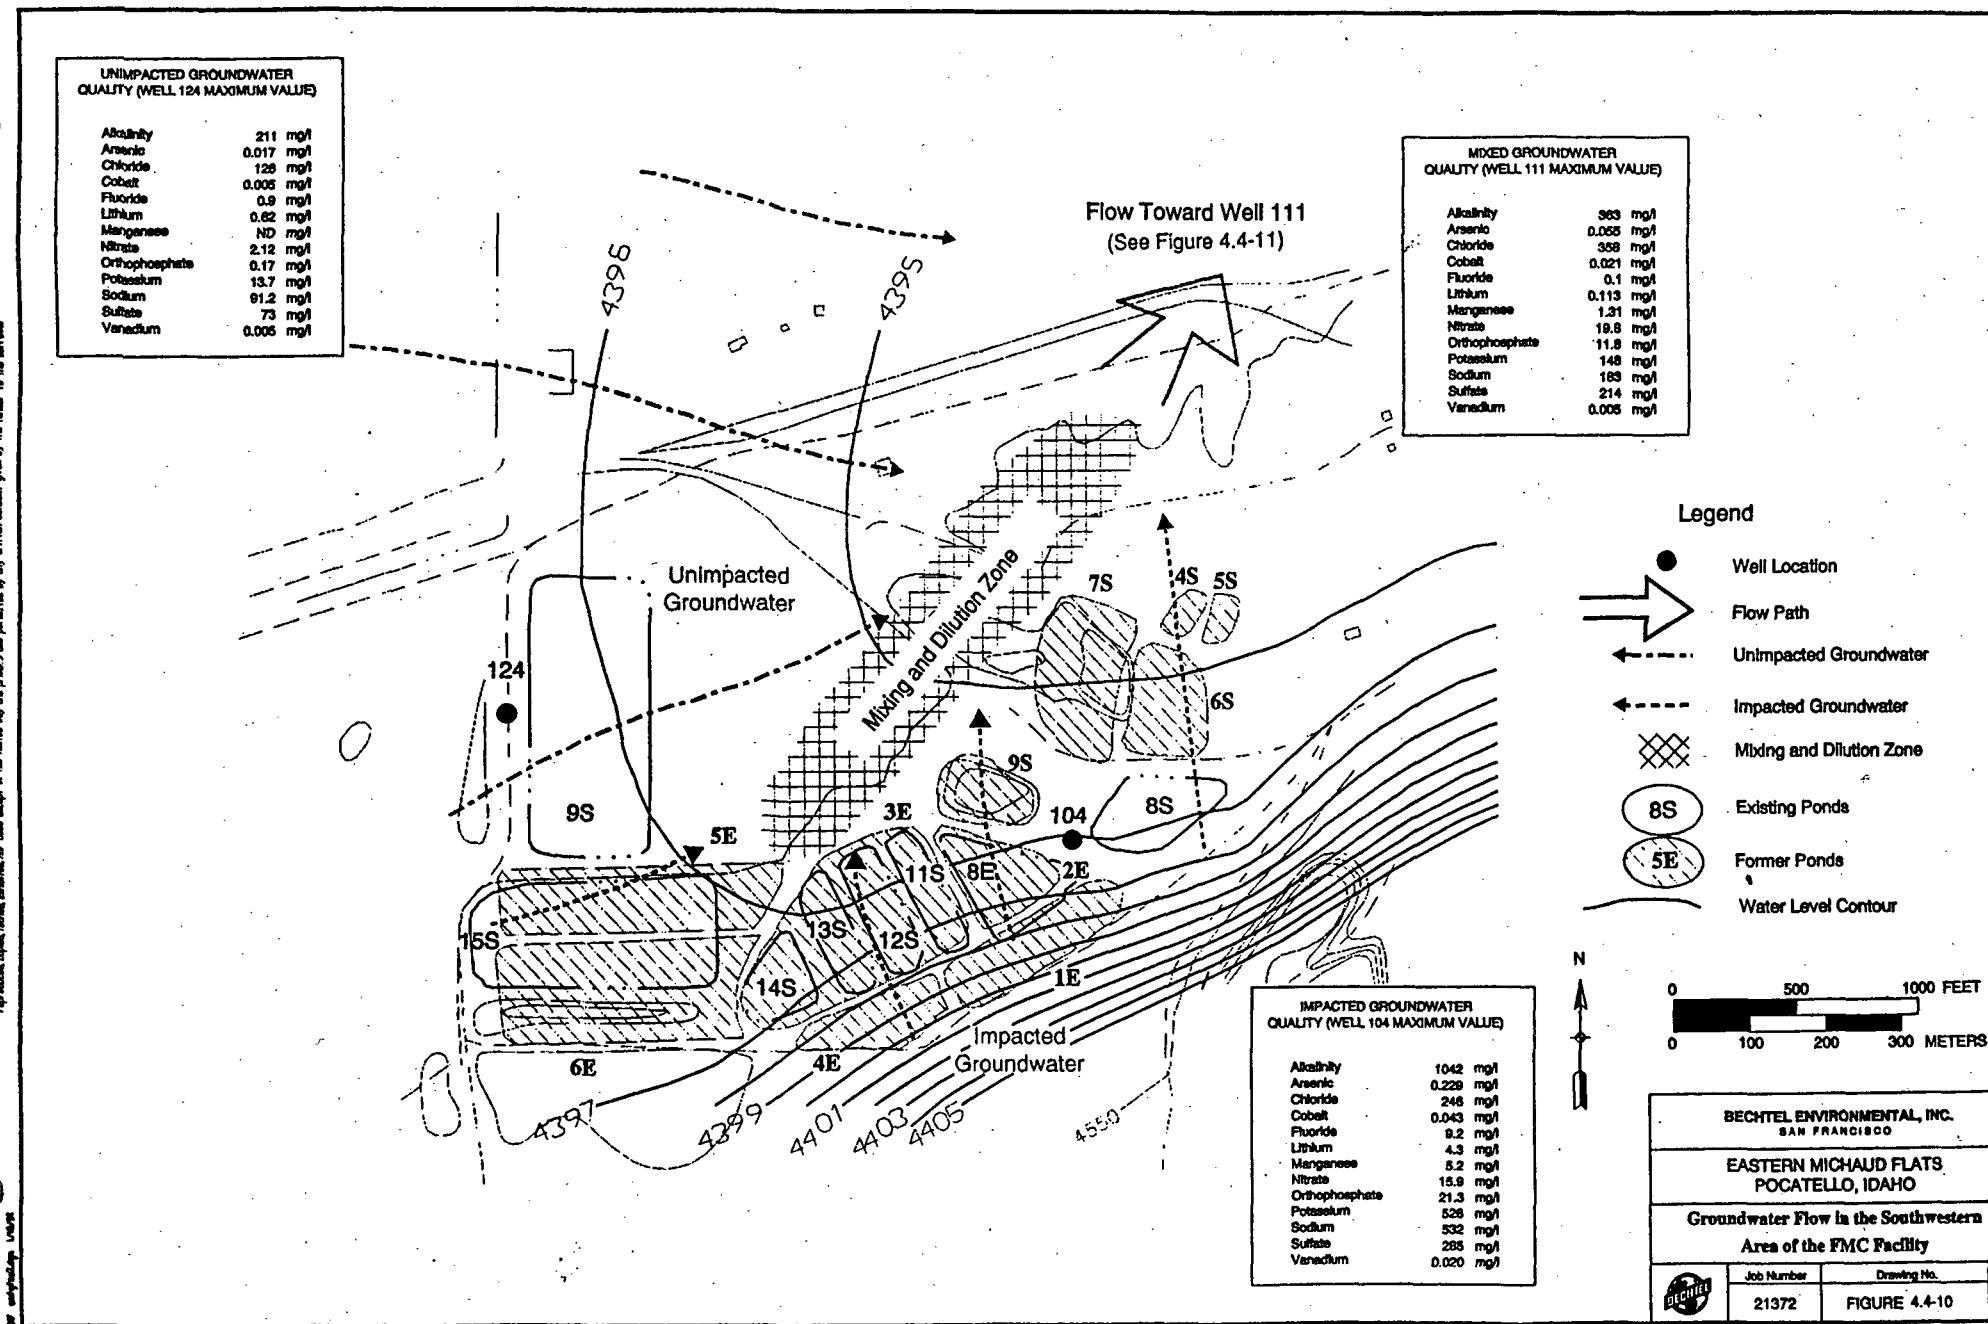 UNIMPACTED GROUNDWATER
QUALITY (WELL 124 MAXIMUM VALUE)
Alkalinity 211 mg/l
Arsenic 0.017 mg/l
Chloride 128 mg/l
Cobalt 0.005 mg/l
Fluoride 0.9 mg/l
Lithium 0.62 mg/l
Manganese ND mg/l
Nitrate 2.12 mg/l
Orthophosphate 0.17 mg/l
Potassium 13.7 mg/l
Sodium 91.2 mg/l
Sulfate 73 mg/l
Vanadium 0.005 mg/l
MIXED GROUNDWATER
QUALITY (WELL 111 MAXIMUM VALUE)
Alkalinity 363 mg/l
Arsenic 0.055 mg/l
Chloride 358 mg/l
Cobalt 0.021 mg/l
Fluoride 0.1 mg/l
Lithium 0.113 mg/l
Manganese 1.31 mg/l
Nitrate 19.8 mg/l
Orthophosphate 11.8 mg/l
Potassium 148 mg/l
Sodium 183 mg/l
Sulfate 214 mg/l
Vanadium 0.005 mg/l
Flow Toward Well 111
(See Figure 4.4-11)
4396
4395
Unimpacted
Groundwater
Mixing and Dilution Zone
7S
4S
5S
6S
124
9S
9S
104
8S
5E
3E
11S
8E
2E
15S
13S
12S
14S
1E
6E
4E
Impacted
Groundwater
4397
4399
4401
4403
4405
4550
Legend
Well Location
Flow Path
Unimpacted Groundwater
Impacted Groundwater
Mixing and Dilution Zone
8S Existing Ponds
5E Former Ponds
Water Level Contour
N
0 500 1000 FEET
0 100 200 300 METERS
IMPACTED GROUNDWATER
QUALITY (WELL 104 MAXIMUM VALUE)
Alkalinity 1042 mg/l
Arsenic 0.229 mg/l
Chloride 246 mg/l
Cobalt 0.043 mg/l
Fluoride 9.2 mg/l
Lithium 4.3 mg/l
Manganese 5.2 mg/l
Nitrate 15.9 mg/l
Orthophosphate 21.3 mg/l
Potassium 526 mg/l
Sodium 532 mg/l
Sulfate 285 mg/l
Vanadium 0.020 mg/l
BECHTEL ENVIRONMENTAL, INC.
SAN FRANCISCO
EASTERN MICHAUD FLATS
POCATELLO, IDAHO
Groundwater Flow in the Southwestern
Area of the FMC Facility
BECHTEL
Job Number
Drawing No.
21372
FIGURE 4.4-10